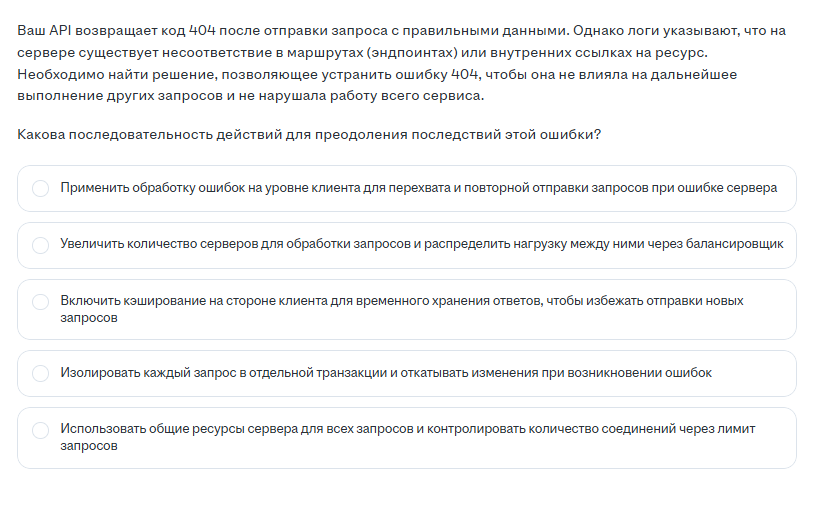 Ваш API возвращает код 404 после отправки запроса с правильными данными. Однако логи указывают, что на
сервере существует несоответствие в маршрутах (эндпоинтах) или внутренних ссылках на ресурс.
Необходимо найти решение, позволяющее устранить ошибку 404, чтобы она не влияла на дальнейшее
выполнение других запросов и не нарушала работу всего сервиса.
Какова последовательность действий для преодоления последствий этой ошибки?
Применить обработку ошибок на уровне клиента для перехвата и повторной отправки запросов при ошибке сервера
Увеличить количество серверов для обработки запросов и распределить нагрузку между ними через балансировщик
Включить кэширование на стороне клиента для временного хранения ответов, чтобы избежать отправки новых
запросов
Изолировать каждый запрос в отдельной транзакции и откатывать изменения при возникновении ошибок
Использовать общие ресурсы сервера для всех запросов и контролировать количество соединений через лимит
запросов